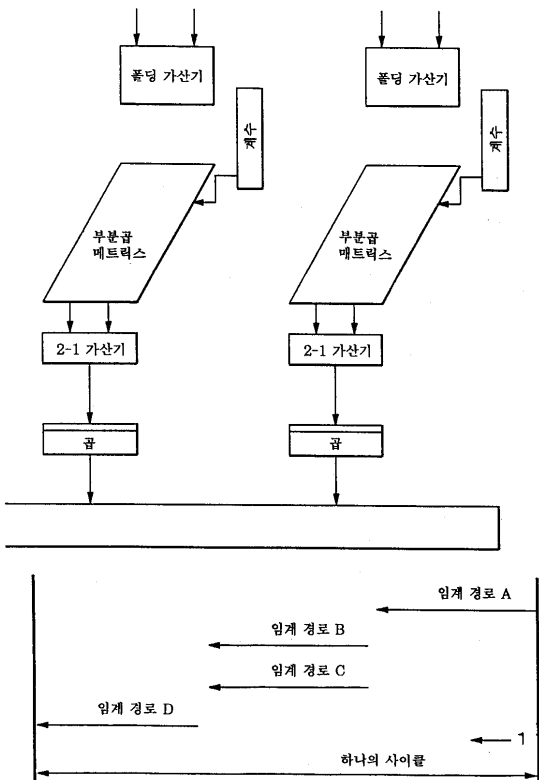 폴딩 가산기
폴딩 가산기
계수
계수
부분곱
메트릭스
부분곱
매트릭스
2-1 가산기
2-1 가산기
곱
곱
임계 경로 A
임계 경로 B
임계 경로 C
임계 경로 D
1
하나의 사이클